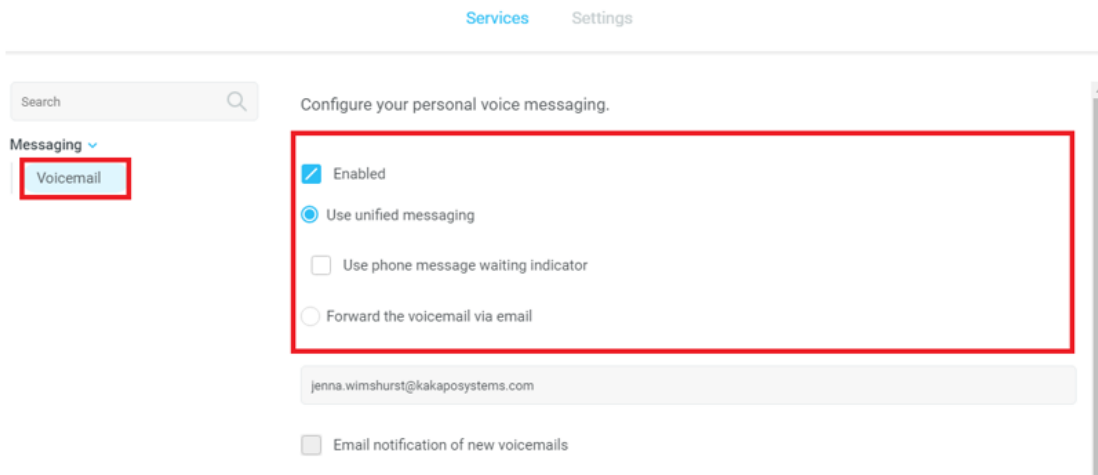 Services Settings
Search
Messaging
Voicemail
Configure your personal voice messaging.
Enabled
Use unified messaging
Use phone message waiting indicator
Forward the voicemail via email
jenna.wimshurst@kakaposystems.com
Email notification of new voicemails